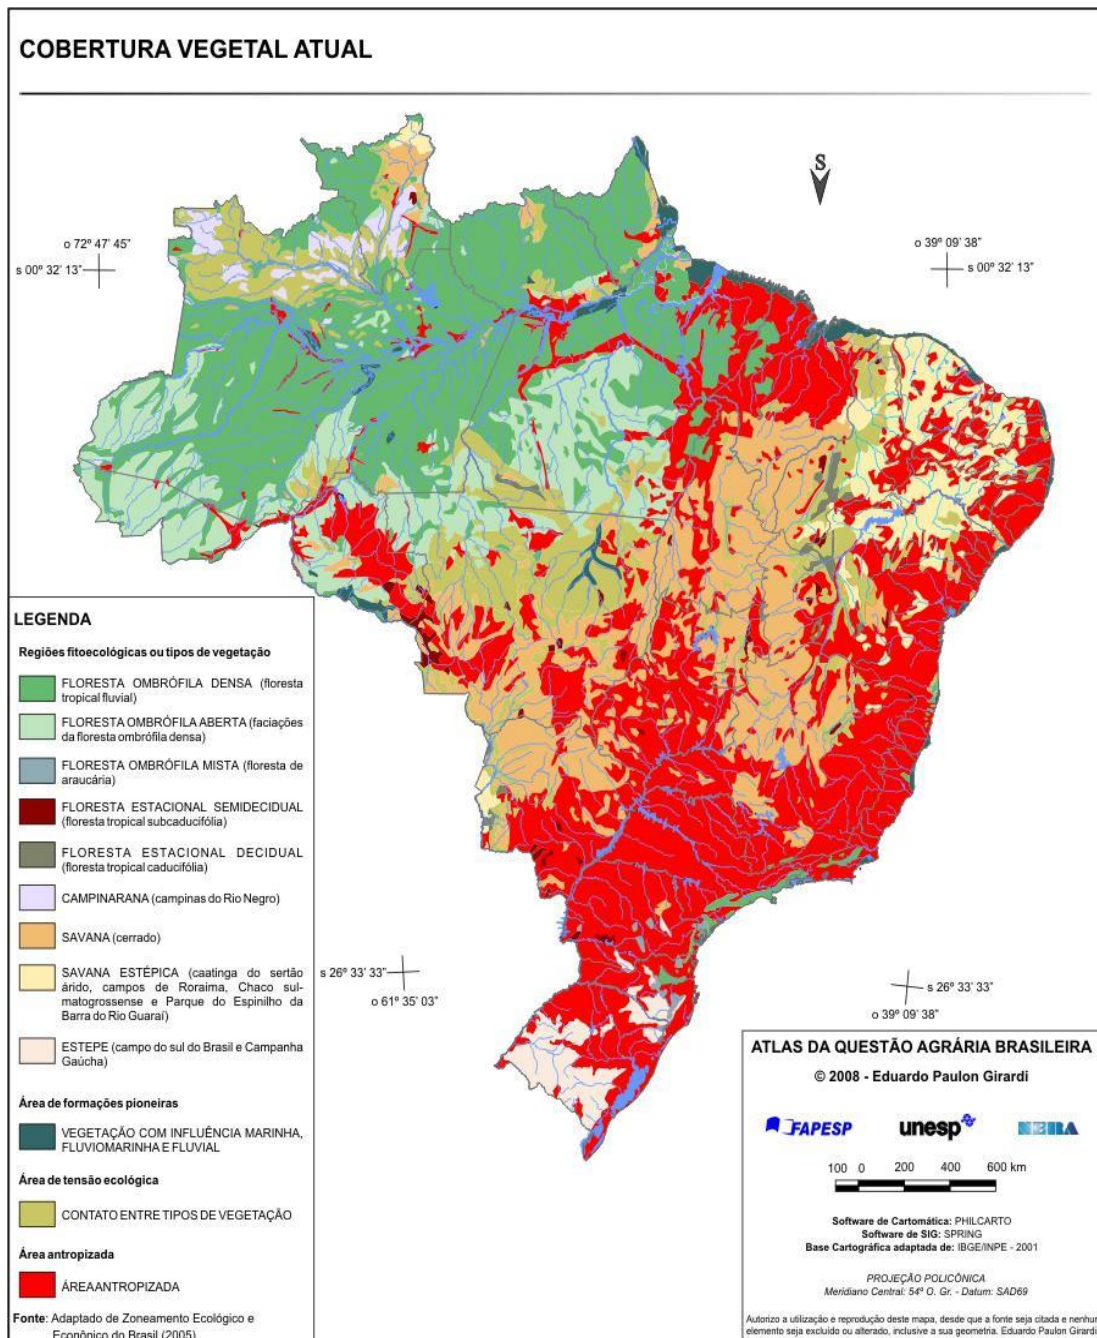 COBERTURA VEGETAL ATUAL
S
o 72º 47' 45"
s 00º 32' 13"
o 39º 09' 38"
s 00º 32' 13"
s 26º 33' 33"
o 61º 35' 03"
s 26º 33' 33"
o 39º 09' 38"
LEGENDA
Regiões fitoecológicas ou tipos de vegetação
FLORESTA OMBRÓFILA DENSA (floresta
tropical fluvial)
FLORESTA OMBRÓFILA ABERTA (faciações
da floresta ombrófila densa)
FLORESTA OMBRÓFILA MISTA (floresta de
araucária)
FLORESTA ESTACIONAL SEMIDECIDUAL
(floresta tropical subcaducifólia)
FLORESTA ESTACIONAL DECIDUAL
(floresta tropical caducifólia)
CAMPINARANA (campinas do Rio Negro)
SAVANA (cerrado)
SAVANA ESTÉPICA (caatinga do sertão
árido, campos de Roraima, Chaco sul-
matogrossense e Parque do Espinilho da
Barra do Rio Guaraí)
ESTEPE (campo do sul do Brasil e Campanha
Gaúcha)
Área de formações pioneiras
VEGETAÇÃO COM INFLUÊNCIA MARINHA,
FLUVIOMARINHA E FLUVIAL
Área de tensão ecológica
CONTATO ENTRE TIPOS DE VEGETAÇÃO
Área antropizada
ÁREA ANTROPIZADA
Fonte: Adaptado de Zoneamento Ecológico e
Econônico do Brasil (2005)
ATLAS DA QUESTÃO AGRÁRIA BRASILEIRA
© 2008 - Eduardo Paulon Girardi
FAPESP unesp NERA
100 0 200 400 600 km
Software de Cartomática: PHILCARTO
Software de SIG: SPRING
Base Cartográfica adaptada de: IBGE/INPE - 2001
PROJEÇÃO POLICÔNICA
Meridiano Central: 54º O. Gr. - Datum: SAD69
Autorizo a utilização e reprodução deste mapa, desde que a fonte seja citada e nenhum
elemento seja excluído ou alterado, inclusive a sua geometria. Eduardo Paulon Girardi